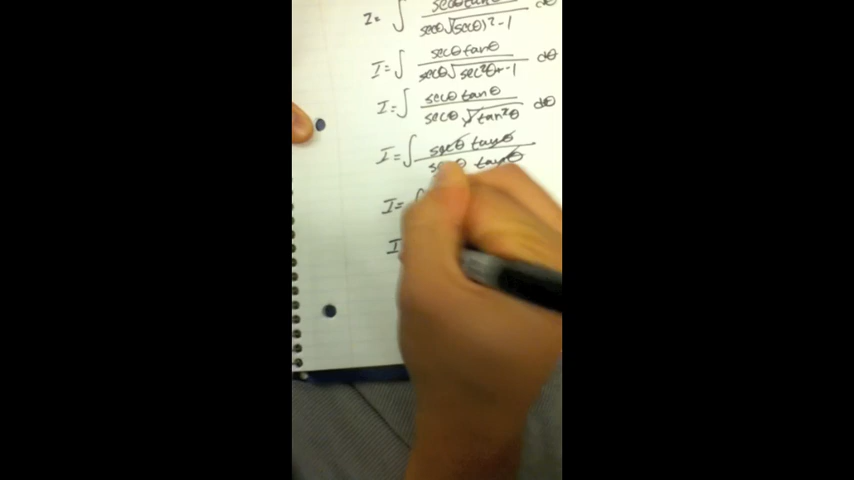 I = ∫ secθtanθ / secθ√(secθ)²-1 dθ
I = ∫ secθ tanθ / secθ√sec²θ-1 dθ
I = ∫ secθ tanθ / secθ √tan²θ dθ
I = ∫ secθ tanθ / secθ tanθ
I =
I